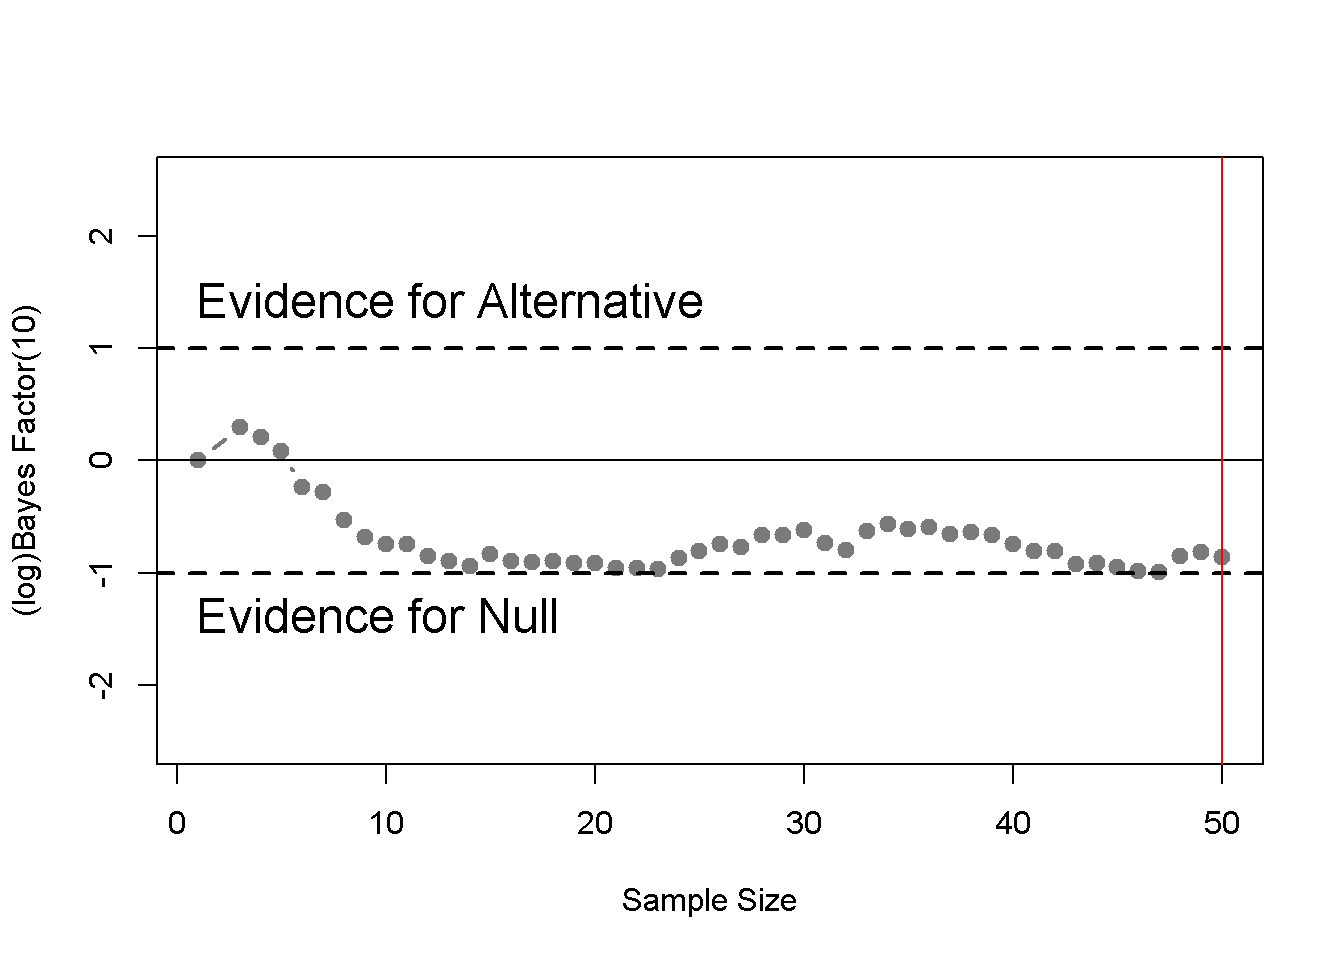 2
Evidence for Alternative
1
0
-1
Evidence for Null
-2
(log)Bayes Factor(10)
0 10 20 30 40 50
Sample Size